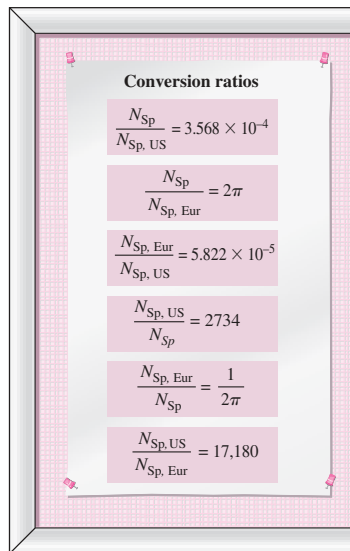 Conversion ratios
N_Sp / N_Sp, US = 3.568 × 10⁻⁴
N_Sp / N_Sp, Eur = 2π
N_Sp, Eur / N_Sp, US = 5.822 × 10⁻⁵
N_Sp, US / N_Sp = 2734
N_Sp, Eur / N_Sp = 1 / 2π
N_Sp, US / N_Sp, Eur = 17,180